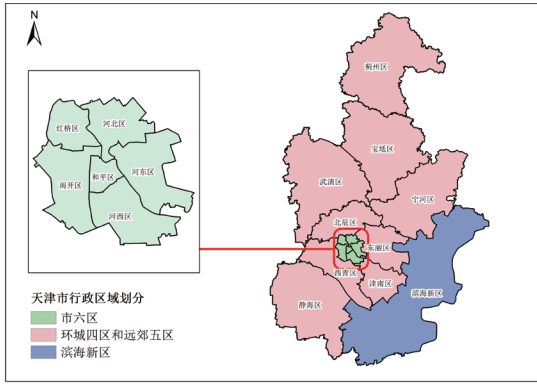 N
蓟州区
宝坻区
武清区
宁河区
北辰区
东丽区
西青区
津南区
静海区
滨海新区
红桥区
河北区
和平区
河东区
南开区
河西区
天津市行政区域划分
市六区
环城四区和远郊五区
滨海新区